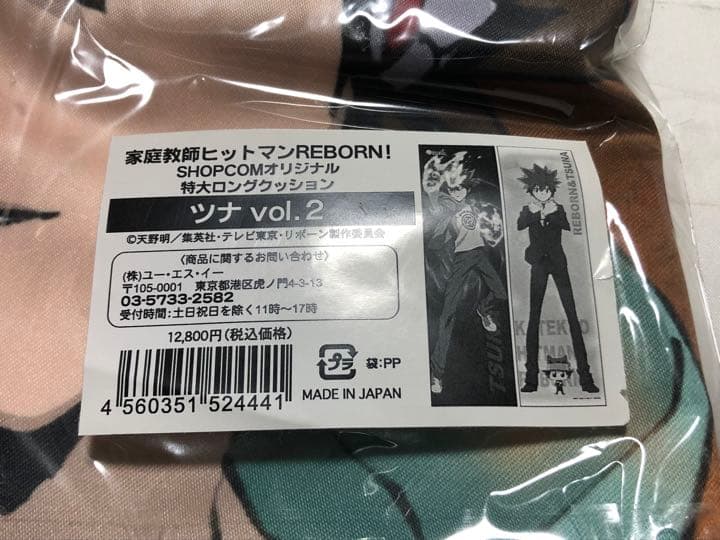 家庭教師ヒットマンREBORN!
SHOPCOMオリジナル
特大ロングクッション
ツナ vol.2
©天野明／集英社・テレビ東京・リボーン製作委員会
〈商品に関するお問い合わせ〉
(株)ユー・エス・イー
〒105-0001 東京都港区虎ノ門4-3-13
03-5733-2582
受付時間:土日祝日を除く11時〜17時
12,800円(税込価格)
4 560351 524441
プラ 袋:PP
MADE IN JAPAN
TSUNA
REBORN&TSUNA